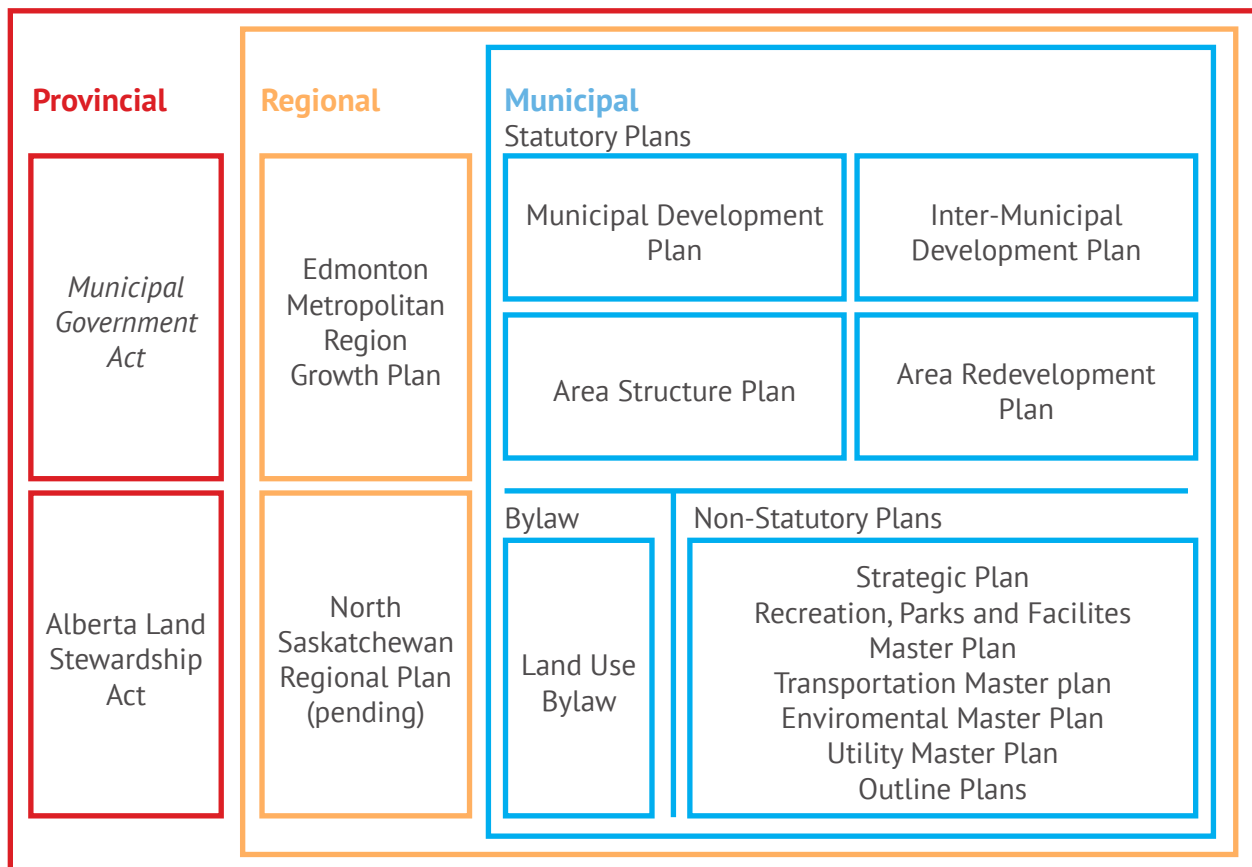 Provincial
Municipal
Government
Act
Alberta Land
Stewardship
Act
Regional
Edmonton
Metropolitan
Region
Growth Plan
North
Saskatchewan
Regional Plan
(pending)
Municipal
Statutory Plans
Municipal Development
Plan
Inter-Municipal
Development Plan
Area Structure Plan
Area Redevelopment
Plan
Bylaw
Land Use
Bylaw
Non-Statutory Plans
Strategic Plan
Recreation, Parks and Facilites
Master Plan
Transportation Master plan
Enviromental Master Plan
Utility Master Plan
Outline Plans